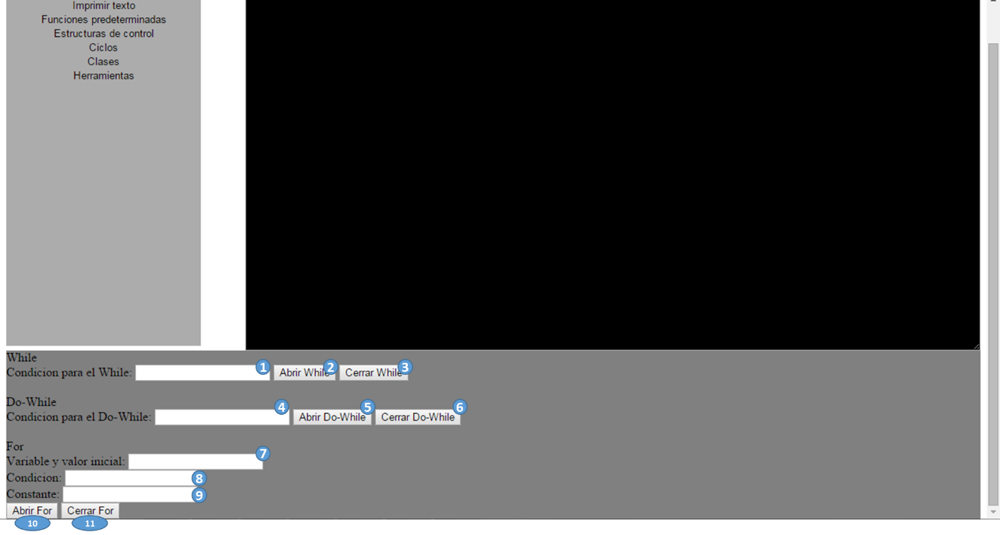 Imprimir texto
Funciones predeterminadas
Estructuras de control
Ciclos
Clases
Herramientas
While
Condicion para el While: 1 Abrir While 2 Cerrar While 3
Do-While
Condicion para el Do-While: 4 Abrir Do-While 5 Cerrar Do-While 6
For
Variable y valor inicial: 7
Condicion: 8
Constante: 9
Abrir For Cerrar For
10 11